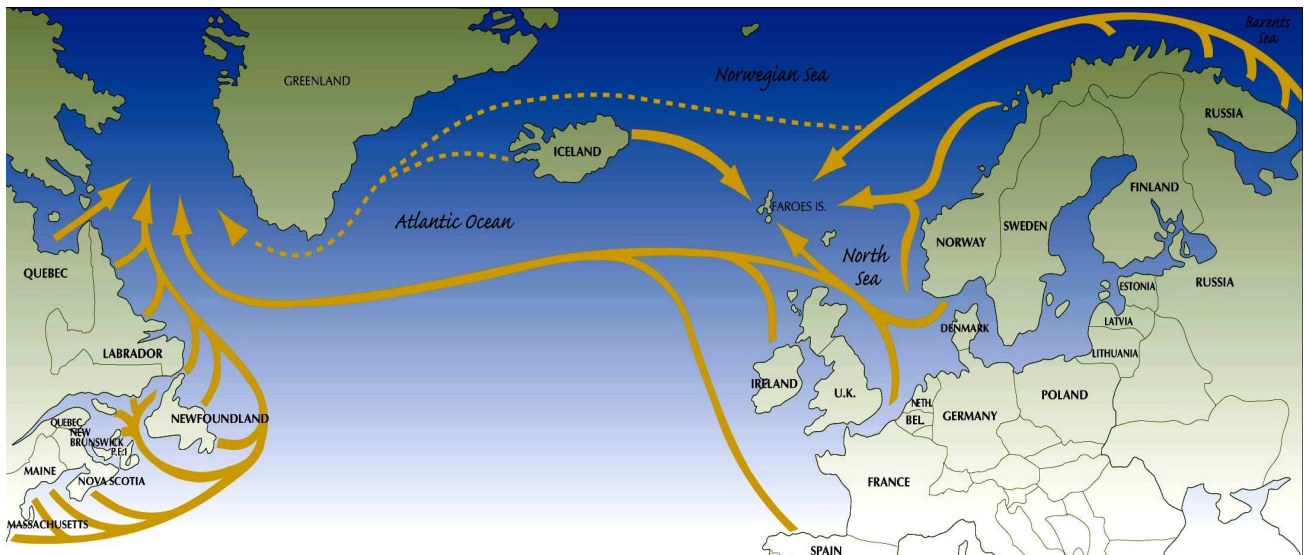 Barents
Sea
GREENLAND
Norwegian Sea
RUSSIA
ICELAND
FINLAND
FAROES IS.
Atlantic Ocean
SWEDEN
NORWAY
North
Sea
QUEBEC
RUSSIA
ESTONIA
LATVIA
DENMARK
LABRADOR
LITHUANIA
IRELAND
U.K.
POLAND
NETH.
GERMANY
BEL.
NEWFOUNDLAND
QUEBEC
NEW
BRUNSWICK
P.E.I
MAINE
NOVA SCOTIA
FRANCE
MASSACHUSETTS
SPAIN